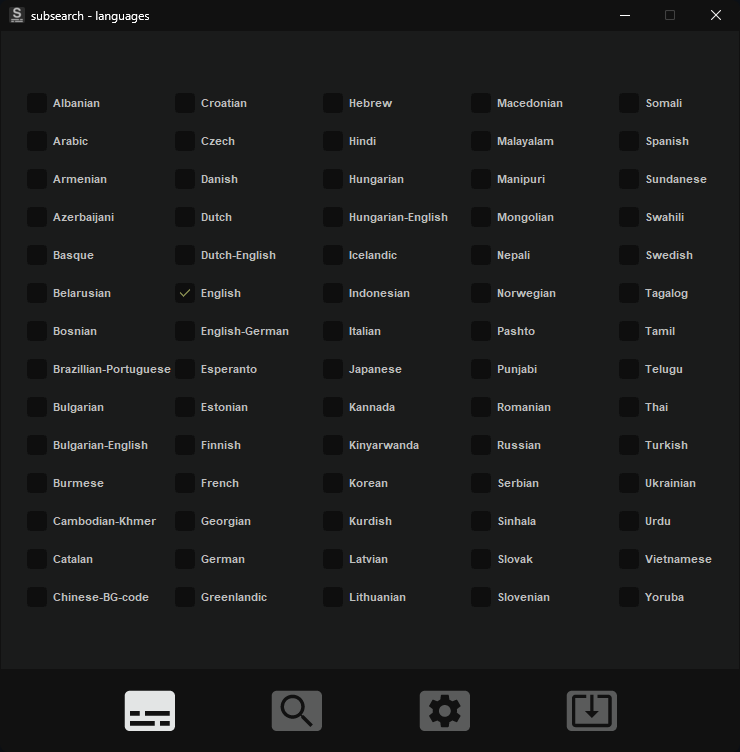 subsearch - languages
Albanian
Arabic
Armenian
Azerbaijani
Basque
Belarusian
Bosnian
Brazillian-Portuguese
Bulgarian
Bulgarian-English
Burmese
Cambodian-Khmer
Catalan
Chinese-BG-code
Croatian
Czech
Danish
Dutch
Dutch-English
English
English-German
Esperanto
Estonian
Finnish
French
Georgian
German
Greenlandic
Hebrew
Hindi
Hungarian
Hungarian-English
Icelandic
Indonesian
Italian
Japanese
Kannada
Kinyarwanda
Korean
Kurdish
Latvian
Lithuanian
Macedonian
Malayalam
Manipuri
Mongolian
Nepali
Norwegian
Pashto
Punjabi
Romanian
Russian
Serbian
Sinhala
Slovak
Slovenian
Somali
Spanish
Sundanese
Swahili
Swedish
Tagalog
Tamil
Telugu
Thai
Turkish
Ukrainian
Urdu
Vietnamese
Yoruba